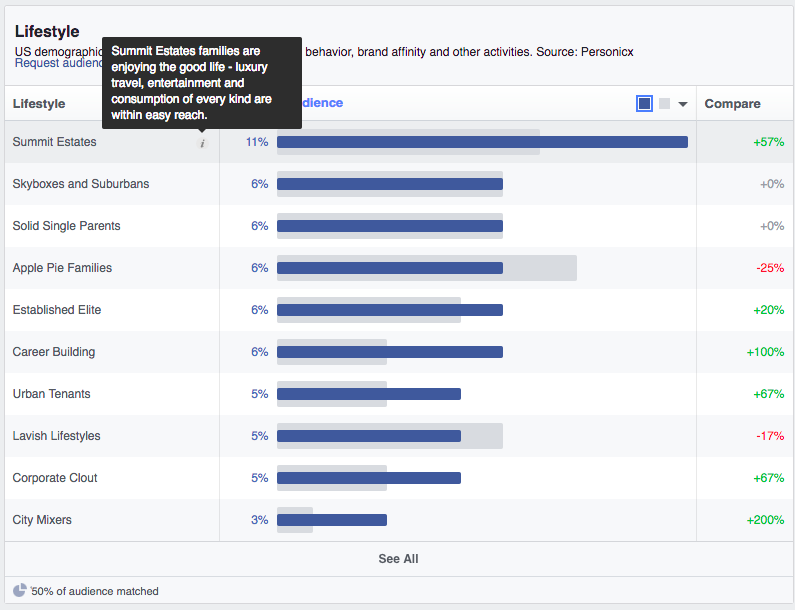 Lifestyle
US demographic behavior, brand affinity and other activities. Source: Personicx
Request audien
Summit Estates families are
enjoying the good life - luxury
travel, entertainment and
consumption of every kind are
within easy reach.
Lifestyle dience Compare
Summit Estates i 11% +57%
Skyboxes and Suburbans 6% +0%
Solid Single Parents 6% +0%
Apple Pie Families 6% -25%
Established Elite 6% +20%
Career Building 6% +100%
Urban Tenants 5% +67%
Lavish Lifestyles 5% -17%
Corporate Clout 5% +67%
City Mixers 3% +200%
See All
50% of audience matched